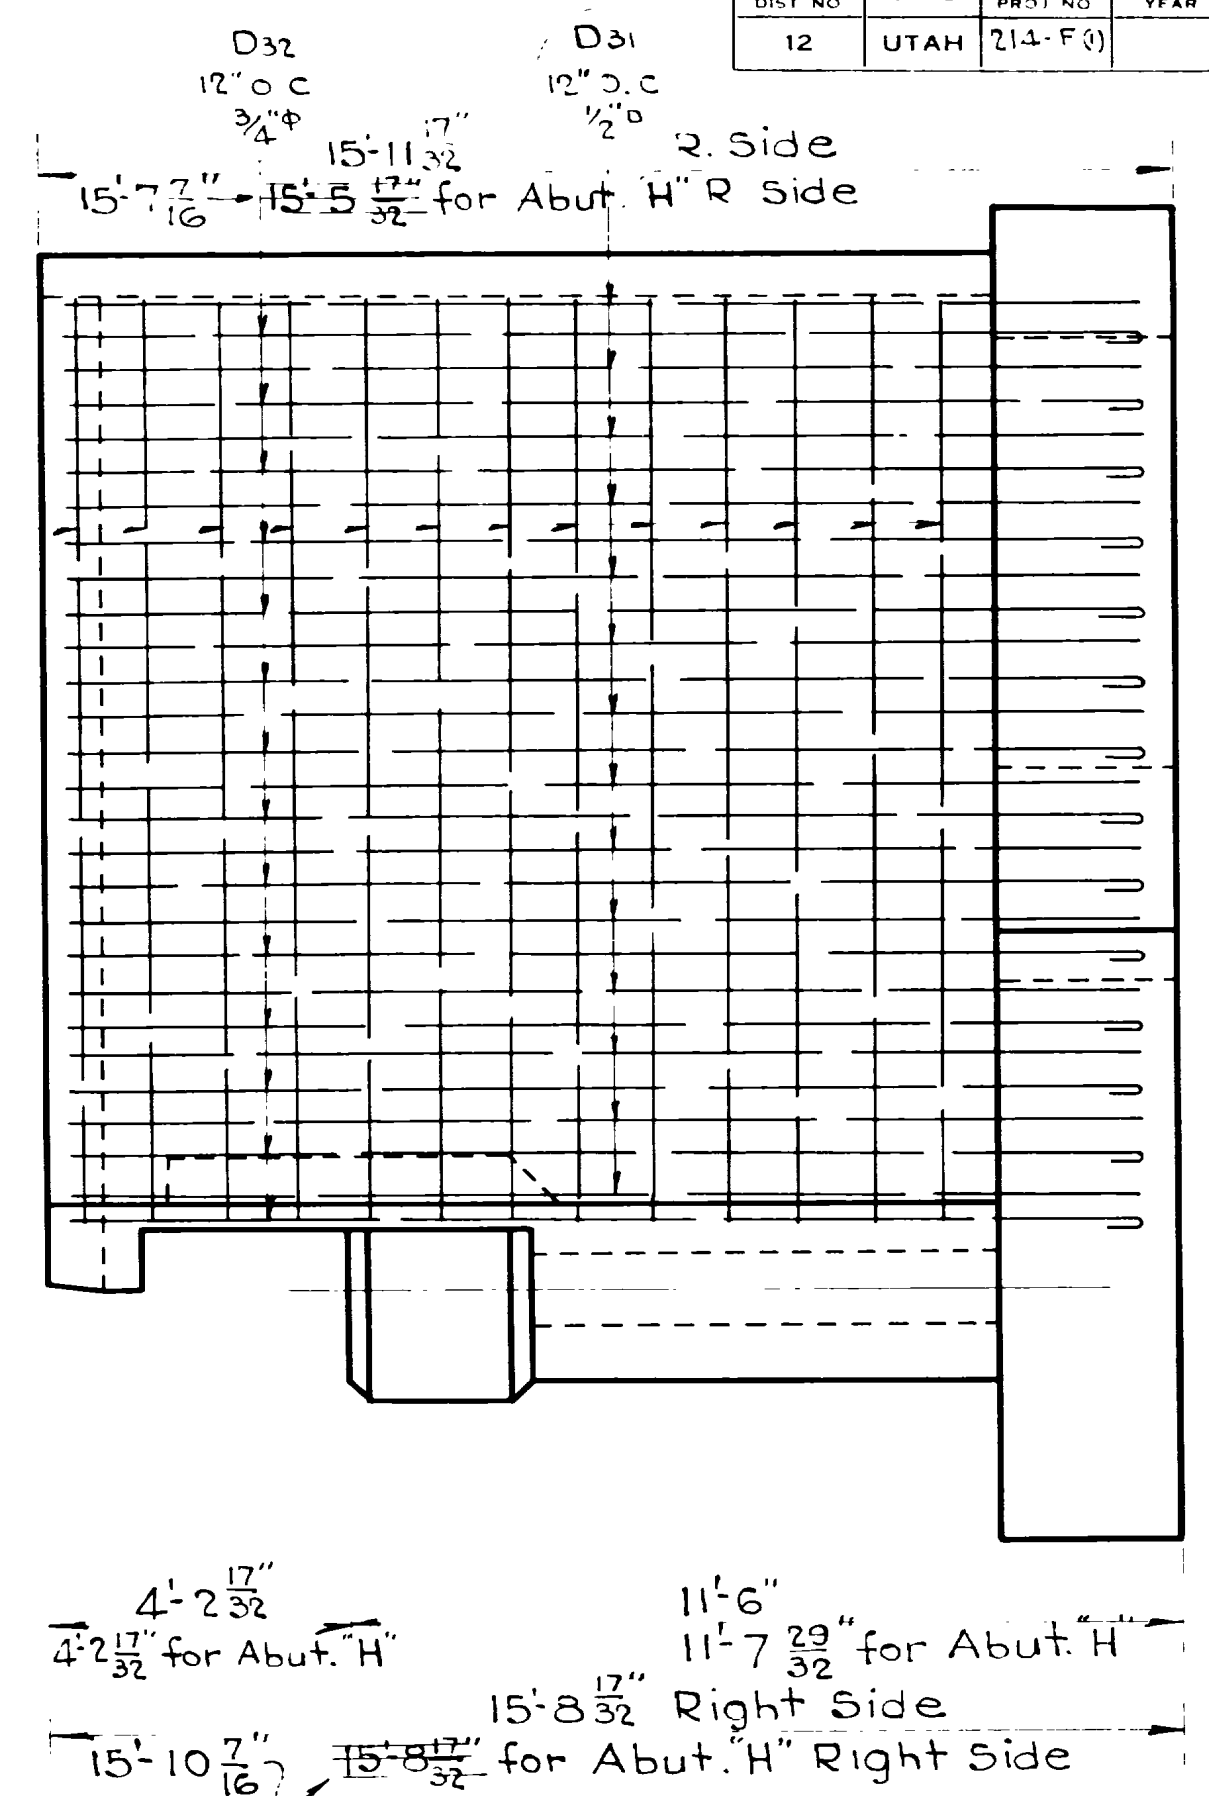 DIST NO PROJ NO YEAR
12 UTAH 214-F(1)
D32 D31
12" O C 12" O.C
3/4"Φ 1/2"□
15'-11 17/32" R. Side
15'-7 7/16" 15'-5 17/32" for Abut. "H" R Side
4'-2 17/32" 11'-6"
4'-2 17/32" for Abut. "H" 11'-7 29/32" for Abut. "H"
15'-8 17/32" Right Side
15'-10 7/16" 15'-8 17/32" for Abut. "H" Right Side